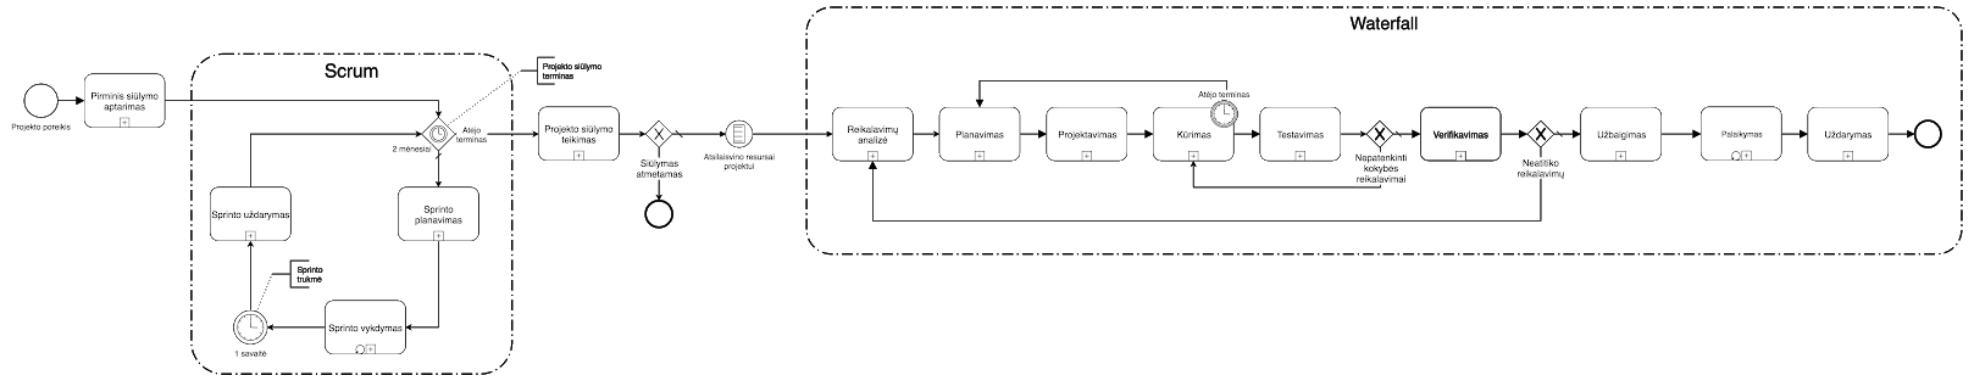 Waterfall
Scrum
Projekto siūlymo
terminas
Projekto poreikis
Pirminis siūlymo
aptarimas
2 mėnesiai
Atėjo
terminas
Projekto siūlymo
teikimas
Siūlymas
atmetamas
Atsilaisvino resursai
projektui
Sprinto uždarymas
Sprinto
planavimas
Sprinto
trukmė
1 savaitė
Sprinto vykdymas
Reikalavimų
analizė
Planavimas
Projektavimas
Kūrimas
Atėjo terminas
Testavimas
Nepatenkinti
kokybės
reikalavimai
Verifikavimas
Neatitiko
reikalavimų
Užbaigimas
Palaikymas
Uždarymas